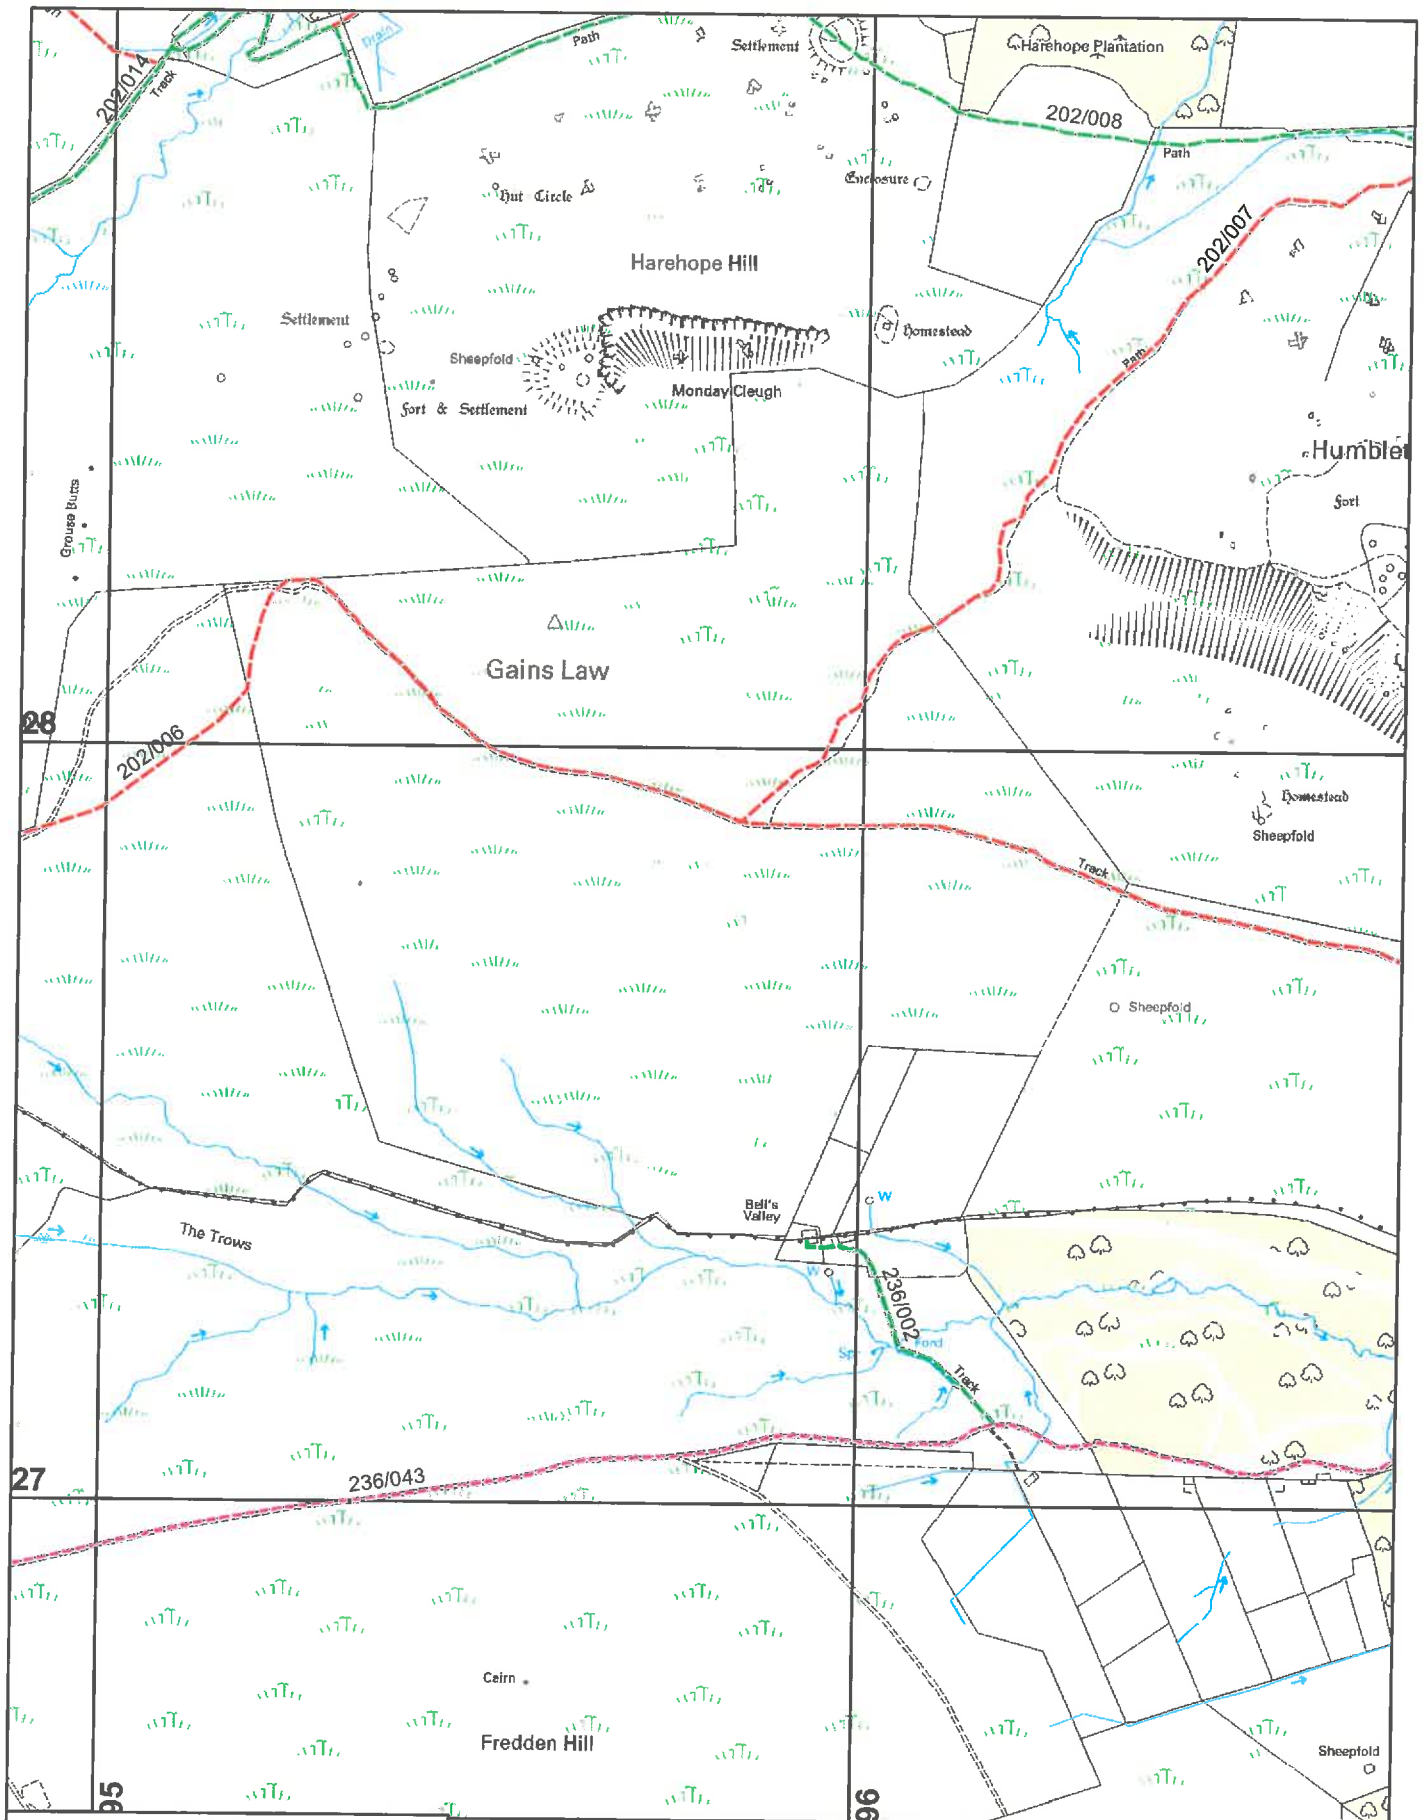 Drain
Path
Settlement
Harehope Plantation
202/014
Track
202/008
Path
Hut Circle
Enclosure
202/007
Harehope Hill
Settlement
Homestead
Sheepfold
Path
Monday Cleugh
Fort & Settlement
Humble
Grouse Butts
Fort
Gains Law
28
202/006
Homestead
Sheepfold
Track
Sheepfold
Bell's
Valley
W
The Trows
W
236/002
Ford
Sp
Track
27
236/043
Cairn
Fredden Hill
Sheepfold
95
96